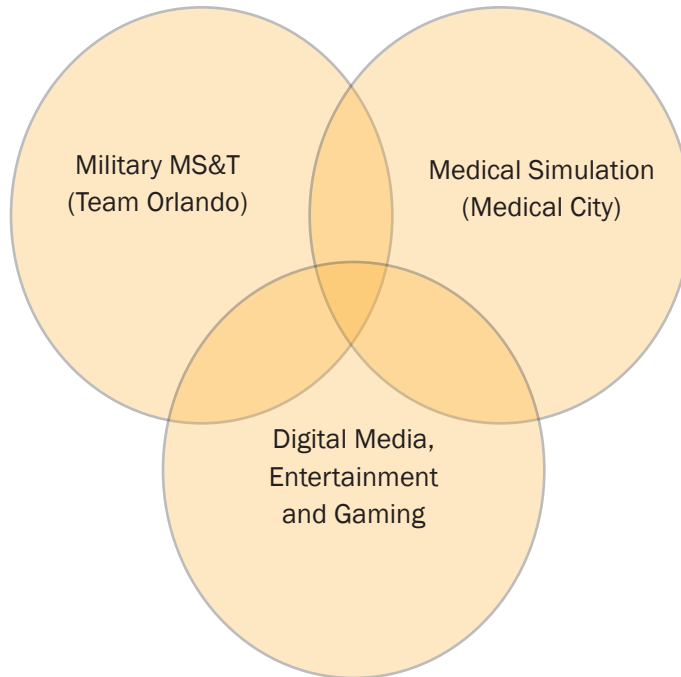 Military MS&T
(Team Orlando)
Medical Simulation
(Medical City)
Digital Media,
Entertainment
and Gaming